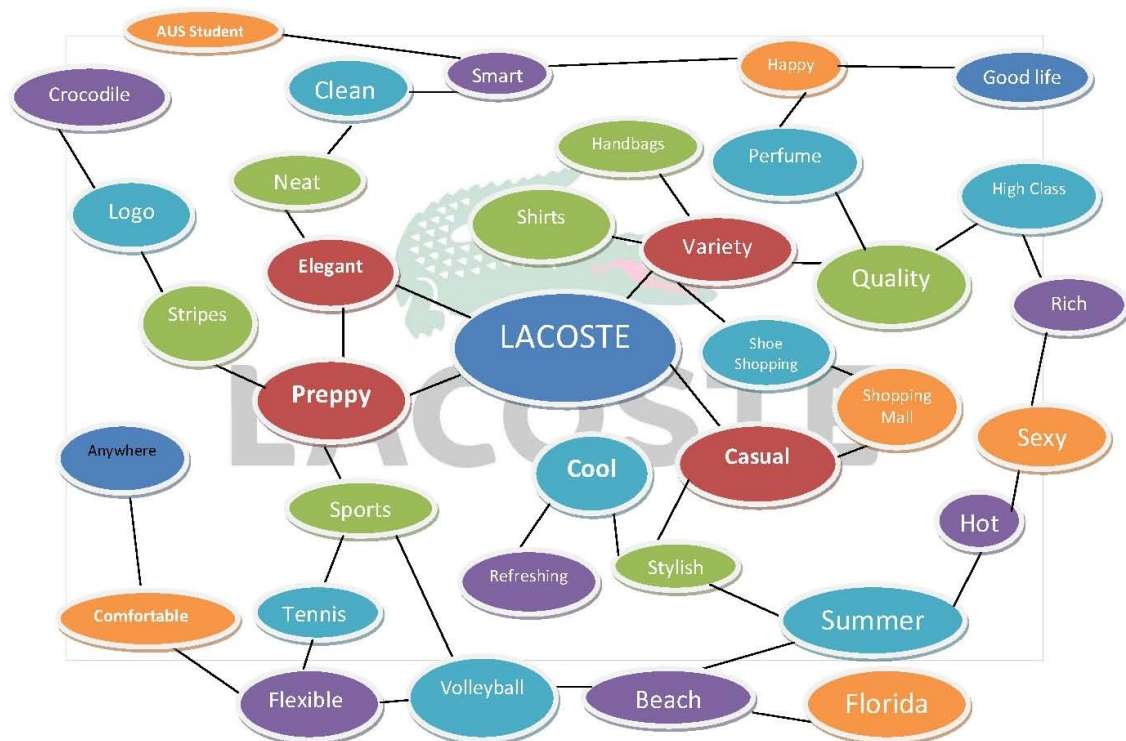 AUS Student
Smart
Happy
Good life
Crocodile
Clean
Handbags
Perfume
Neat
High Class
Logo
Shirts
Variety
Elegant
Quality
Stripes
Rich
LACOSTE
Shoe
Shopping
Preppy
Shopping
Mall
LACOSTE
Anywhere
Cool
Casual
Sexy
Sports
Hot
Refreshing
Stylish
Comfortable
Tennis
Summer
Flexible
Volleyball
Beach
Florida